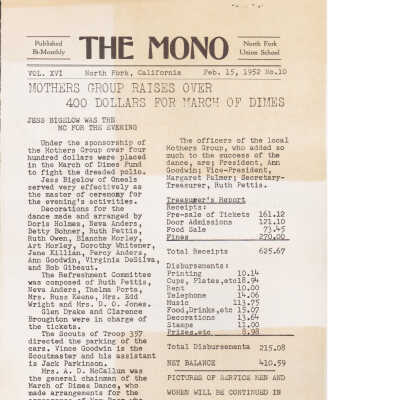 Published
Bi-Monthly
THE MONO
North Fork
Union School
VOL. XVI North Fork, California Feb. 15, 1952 No.10
MOTHERS GROUP RAISES OVER
400 DOLLARS FOR MARCH OF DIMES
JESS BIGELOW WAS THE
MC FOR THE EVENING
Under the sponsorship of
the Mothers Group over four
hundred dollars were placed
in the March of Dimes Fund
to fight the dreaded polio.
Jess Bigelow of Oneals
served very effectively as
the master of ceremony for
the evening's activities.
Decorations for the
dance made and arranged by
Doris Holmes, Neva Anders,
Betty Bohner, Ruth Pettis,
Ruth Owen, Blanche Morley,
Art Morley, Dorothy Whitener,
Jane Killian, Percy Anders,
Ann Goodwin, Virginia DaSilva,
and Bob Gibeaut.
The Refreshment Committee
was composed of Ruth Pettis,
Neva Anders, Thelma Ports,
Mrs. Russ Keene, Mrs. Edd
Wright and Mrs. D. O. Jones.
Glen Drake and Clarence
Broughton were in charge of
the tickets.
The Scouts of Troop 357
directed the parking of the
cars. Vince Goodwin is the
Scoutmaster and his assistant
is Jack Parkinson.
Mrs. A. D. McCallum was
the general chairman of the
March of Dimes Dance, who
made arrangements for the
The officers of the local
Mothers Group, who added so
much to the success of the
dance, are; President, Ann
Goodwin; Vice-President,
Margaret Palmer; Secretary-
Treasurer, Ruth Pettis.
Treasurer's Report
Receipts:
Pre-sale of Tickets 161.12
Door Admissions 121.10
Food Sale 73.45
Fines 270.00
Total Receipts 625.67
Disbursements:
Printing 10.14
Cups, Plates, etc 18.94
Rent 10.00
Telephone 14.06
Music 113.75
Food, Drinks, etc 15.07
Decorations 13.64
Stamps 11.00
Prizes, etc. 8.98
Total Disbursements 215.08
NET BALANCE 410.59
PICTURES OF SERVICE MEN AND
WOMEN WILL BE CONTINUED IN